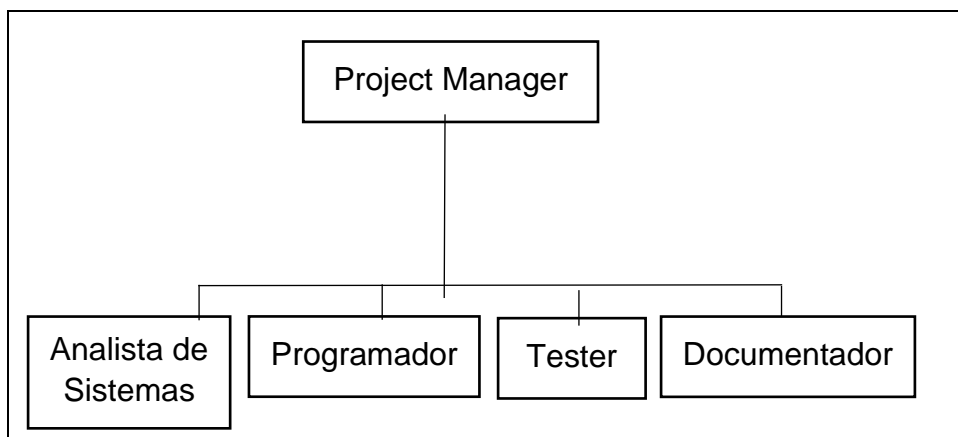 Project Manager
Analista de
Sistemas
Programador
Tester
Documentador